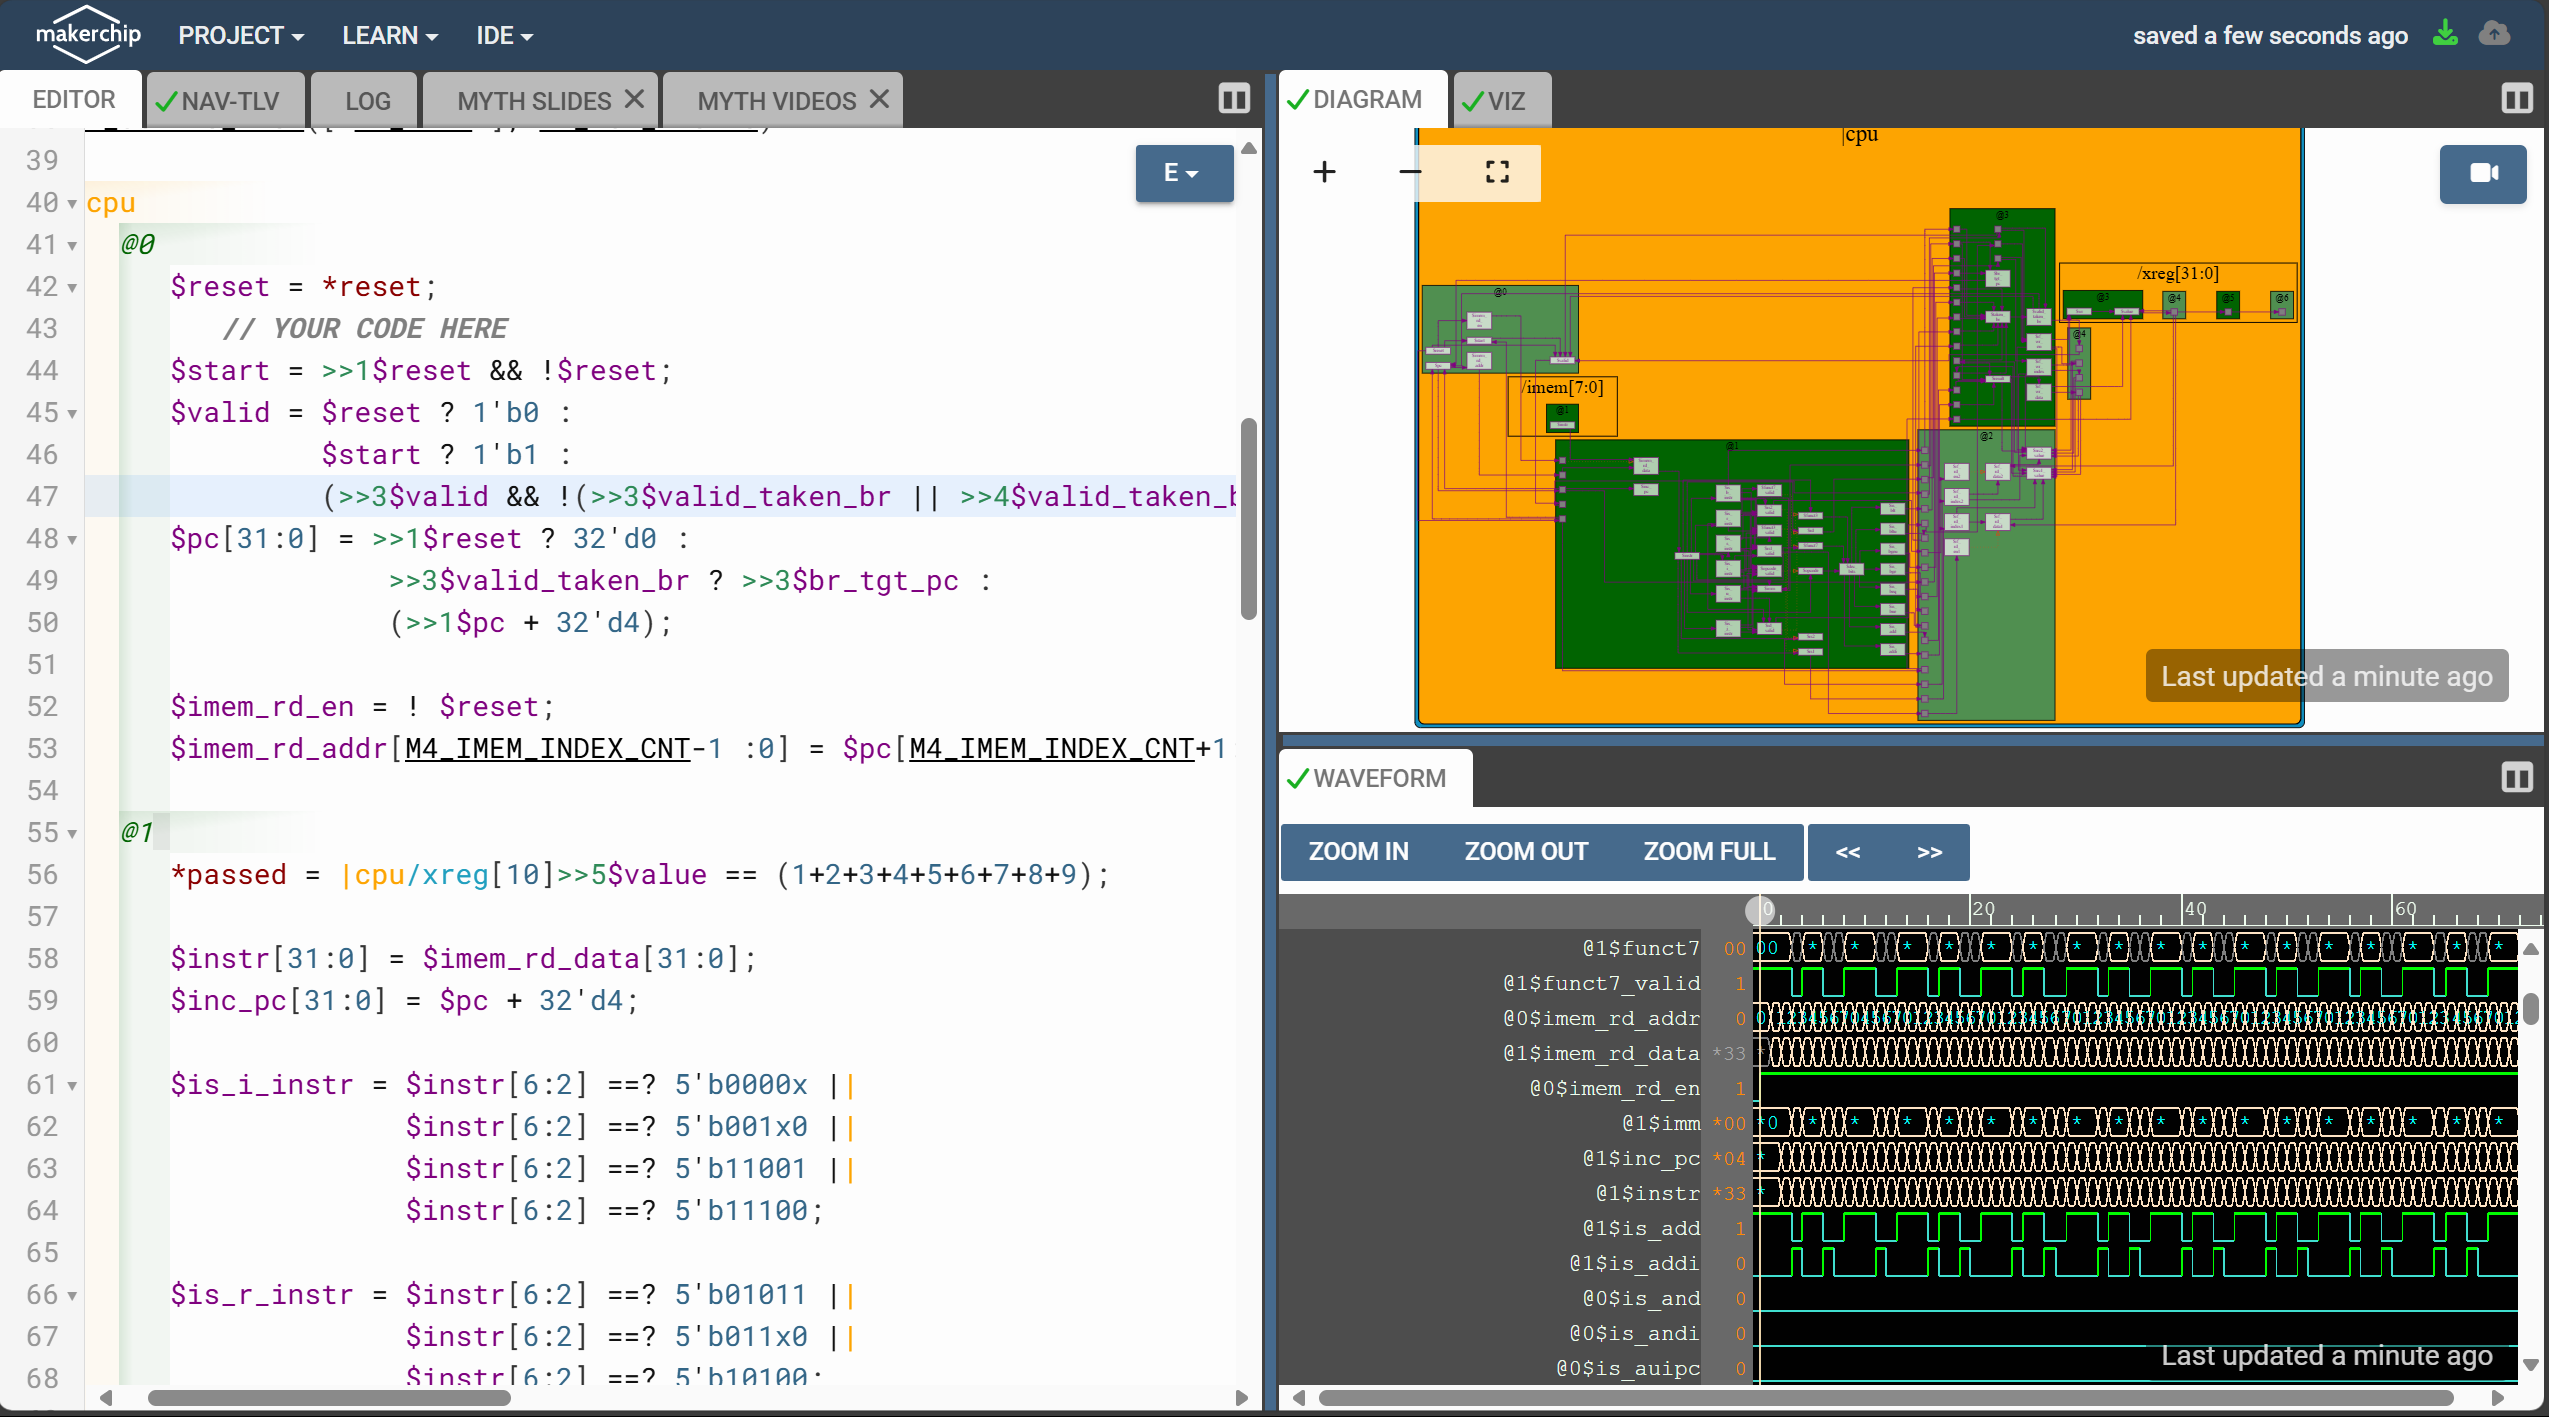 makerchip PROJECT LEARN IDE saved a few seconds ago
EDITOR NAV-TLV LOG MYTH SLIDES MYTH VIDEOS
E
39
40 cpu
41 @0
42 $reset = *reset;
43 // YOUR CODE HERE
44 $start = >>1$reset && !$reset;
45 $valid = $reset ? 1'b0 :
46 $start ? 1'b1 :
47 (>>3$valid && !(>>3$valid_taken_br || >>4$valid_taken_b
48 $pc[31:0] = >>1$reset ? 32'd0 :
49 >>3$valid_taken_br ? >>3$br_tgt_pc :
50 (>>1$pc + 32'd4);
51
52 $imem_rd_en = ! $reset;
53 $imem_rd_addr[M4_IMEM_INDEX_CNT-1 :0] = $pc[M4_IMEM_INDEX_CNT+1
54
55 @1
56 *passed = |cpu/xreg[10]>>5$value == (1+2+3+4+5+6+7+8+9);
57
58 $instr[31:0] = $imem_rd_data[31:0];
59 $inc_pc[31:0] = $pc + 32'd4;
60
61 $is_i_instr = $instr[6:2] ==? 5'b0000x ||
62 $instr[6:2] ==? 5'b001x0 ||
63 $instr[6:2] ==? 5'b11001 ||
64 $instr[6:2] ==? 5'b11100;
65
66 $is_r_instr = $instr[6:2] ==? 5'b01011 ||
67 $instr[6:2] ==? 5'b011x0 ||
68 $instr[6:2] ==? 5'b10100;
DIAGRAM VIZ
|cpu
@3
/xreg[31:0]
@3 @4 @5 @6
@0
@4
/imem[7:0]
@1
@1
@2
Last updated a minute ago
WAVEFORM
ZOOM IN ZOOM OUT ZOOM FULL << >>
0 20 40 60
@1$funct7 00 00
@1$funct7_valid 1
@0$imem_rd_addr 0
@1$imem_rd_data *33
@0$imem_rd_en 1
@1$imm *00 *0
@1$inc_pc *04 *
@1$instr *33 *
@1$is_add 1
@1$is_addi 0
@0$is_and 0
@0$is_andi 0
@0$is_auipc 0
Last updated a minute ago